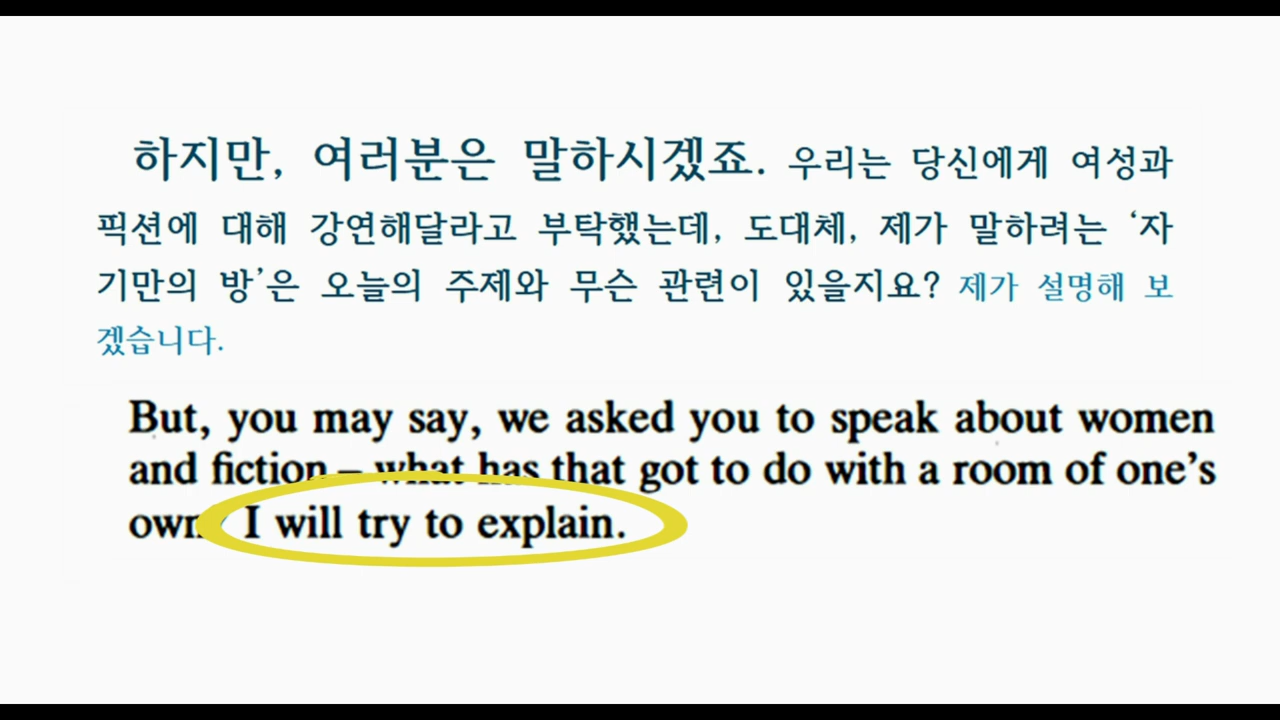 하지만, 여러분은 말하시겠죠. 우리는 당신에게 여성과
픽션에 대해 강연해달라고 부탁했는데, 도대체, 제가 말하려는 ‘자
기만의 방’은 오늘의 주제와 무슨 관련이 있을지요? 제가 설명해 보
겠습니다.
But, you may say, we asked you to speak about women
and fiction – what has that got to do with a room of one’s
own? I will try to explain.